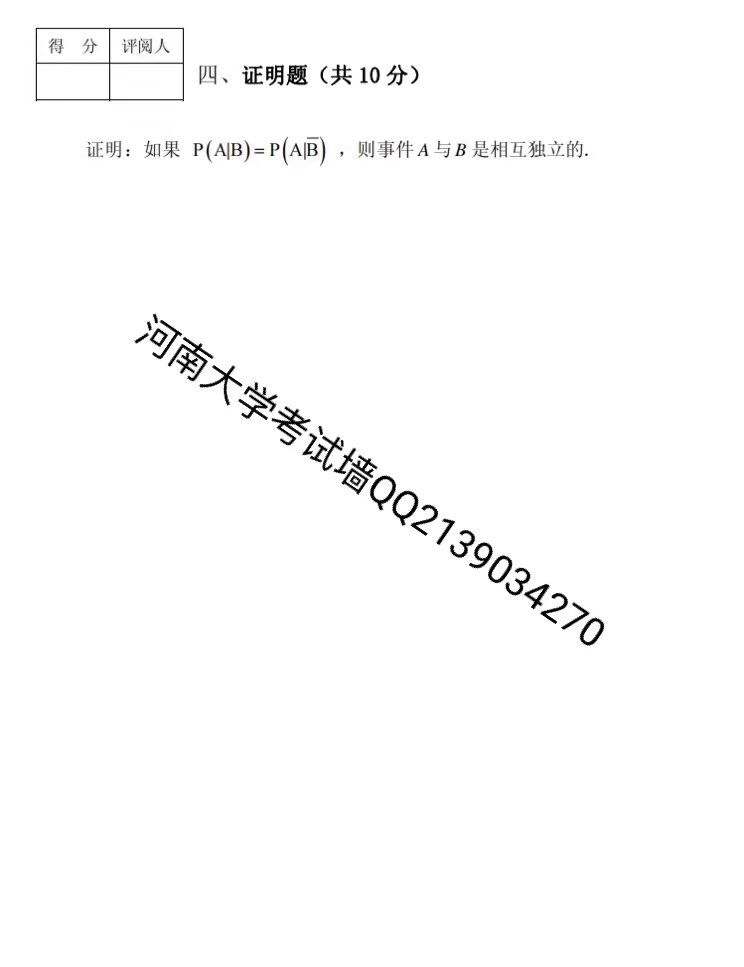 得 分 评阅人
四、证明题（共 10 分）
证明：如果 P(A|B)=P(A|B̅) ，则事件 A 与 B 是相互独立的.
河南大学考试墙QQ2139034270